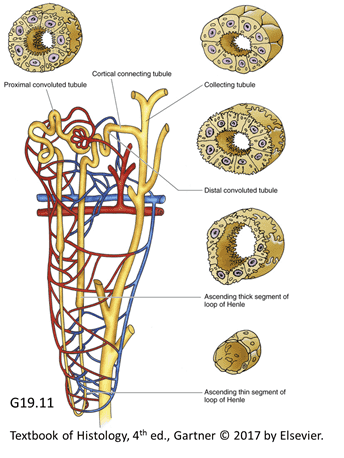 Proximal convoluted tubule
Cortical connecting tubule
Collecting tubule
Distal convoluted tubule
Ascending thick segment of
loop of Henle
Ascending thin segment of
loop of Henle
G19.11
Textbook of Histology, 4th ed., Gartner © 2017 by Elsevier.